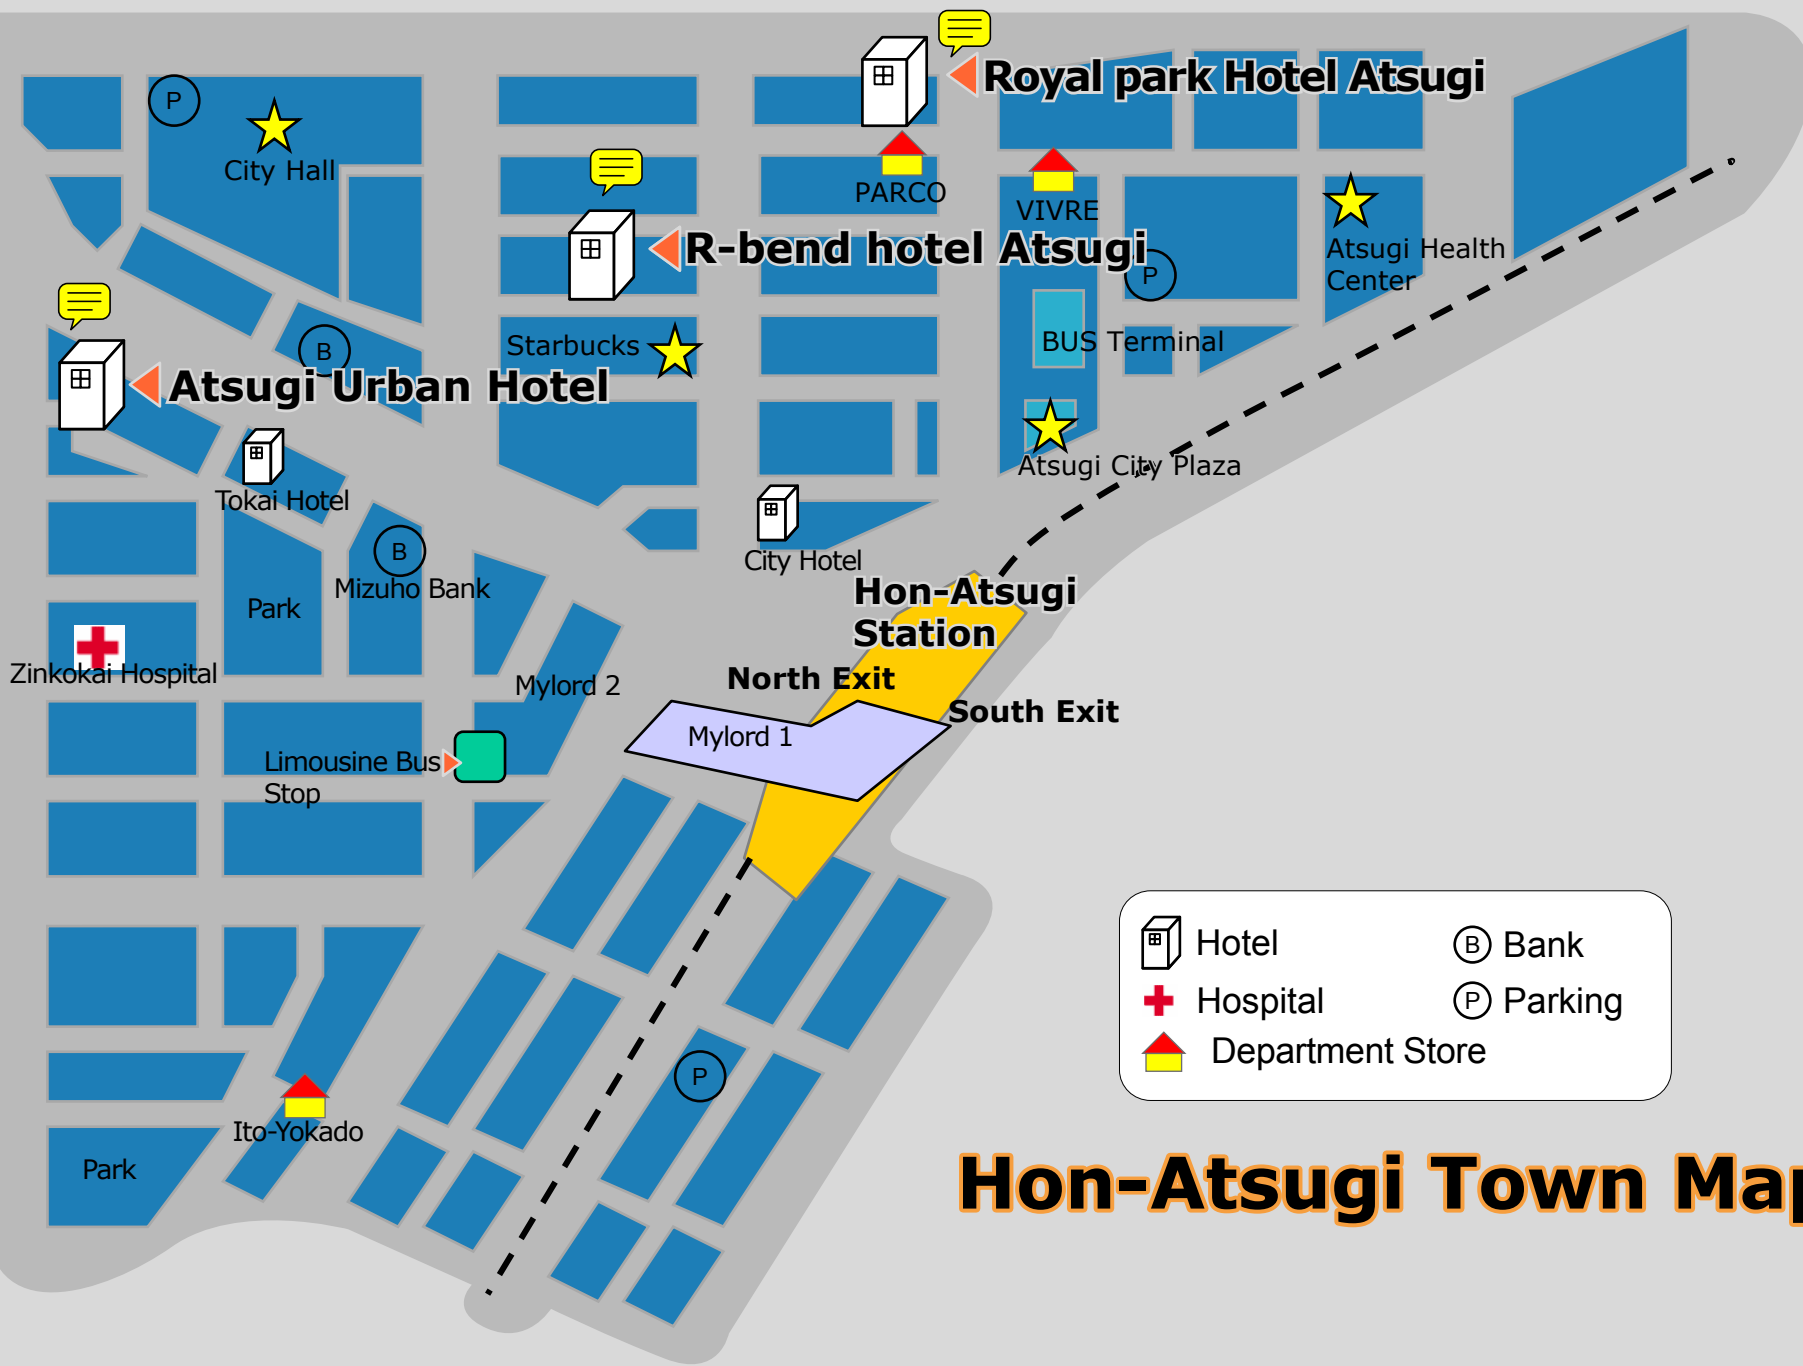 Royal park Hotel Atsugi
P
City Hall
PARCO
VIVRE
R-bend hotel Atsugi
Atsugi Health
Center
P
BUS Terminal
Starbucks
B
Atsugi Urban Hotel
Atsugi City Plaza
Tokai Hotel
City Hotel
B
Mizuho Bank
Park
Hon-Atsugi
Station
Zinkokai Hospital
North Exit
Mylord 2
South Exit
Mylord 1
Limousine Bus
Stop
Hotel
B Bank
Hospital
P Parking
Department Store
P
Ito-Yokado
Park
Hon-Atsugi Town Map